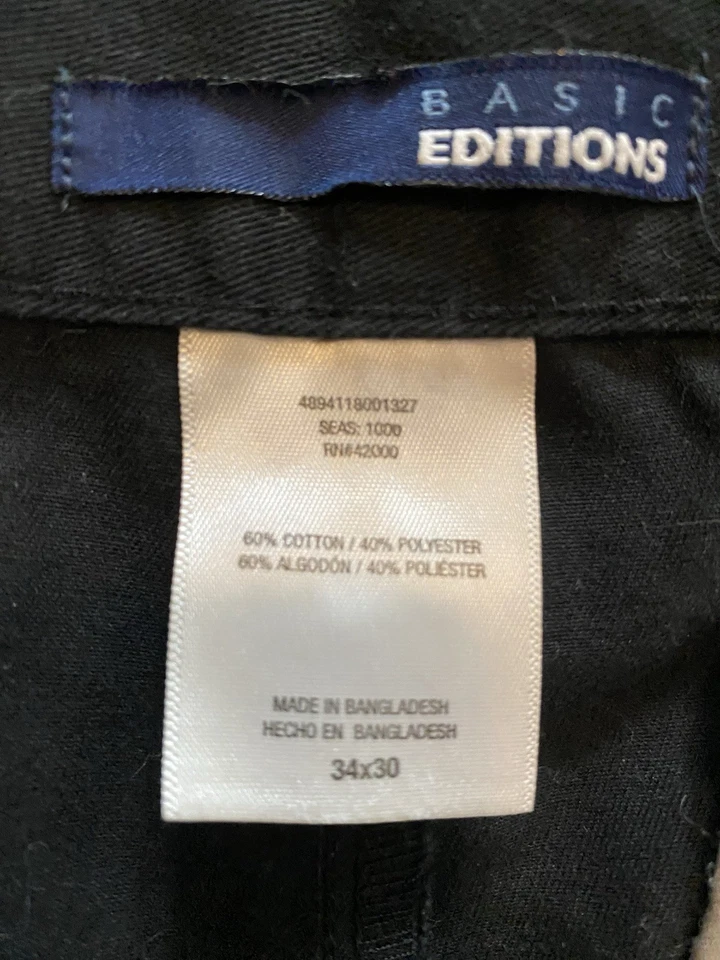 BASIC
EDITIONS
4894118001327
SEAS: 1000
RN#42000
60% COTTON / 40% POLYESTER
60% ALGODÓN / 40% POLIÉSTER
MADE IN BANGLADESH
HECHO EN BANGLADESH
34x30